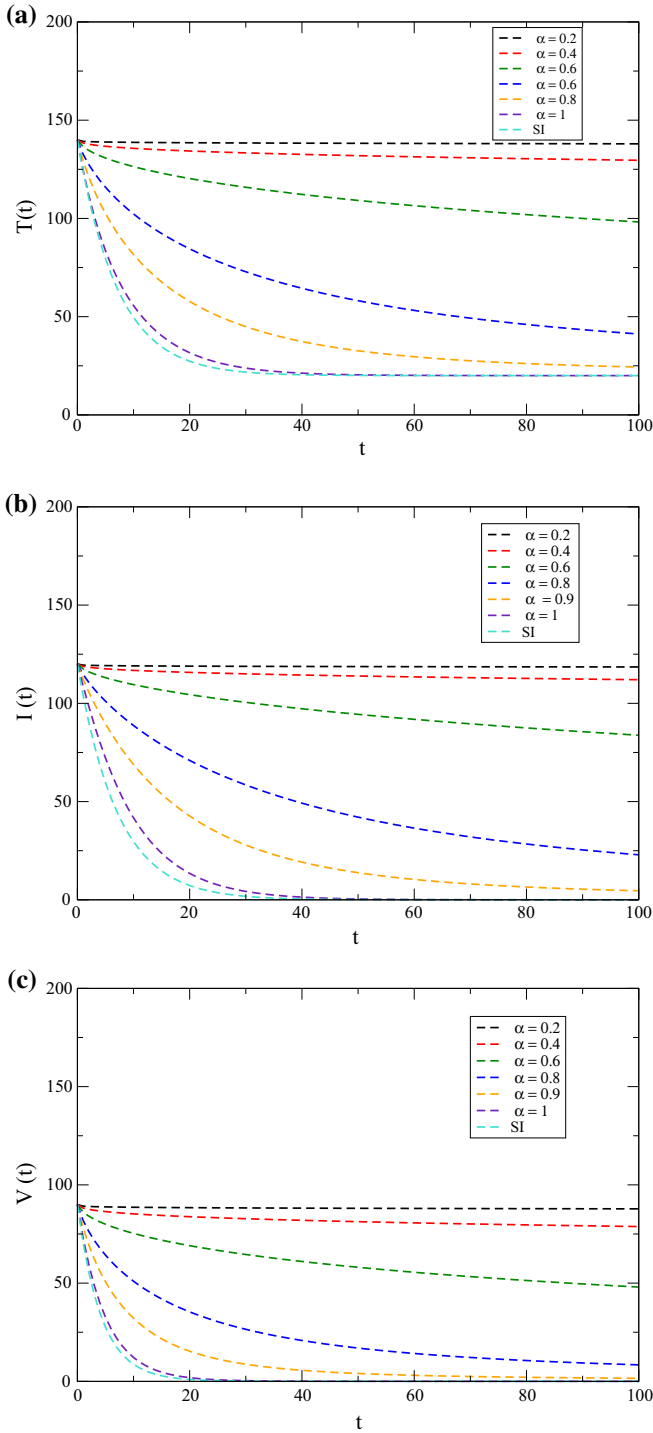 (a)
α = 0.2
α = 0.4
α = 0.6
α = 0.6
α = 0.8
α = 1
SI
200
150
100
50
0
T(t)
0 20 40 60 80 100
t
(b)
α = 0.2
α = 0.4
α = 0.6
α = 0.8
α = 0.9
α = 1
SI
200
150
100
50
0
I (t)
0 20 40 60 80 100
t
(c)
α = 0.2
α = 0.4
α = 0.6
α = 0.8
α = 0.9
α = 1
SI
200
150
100
50
0
V (t)
0 20 40 60 80 100
t